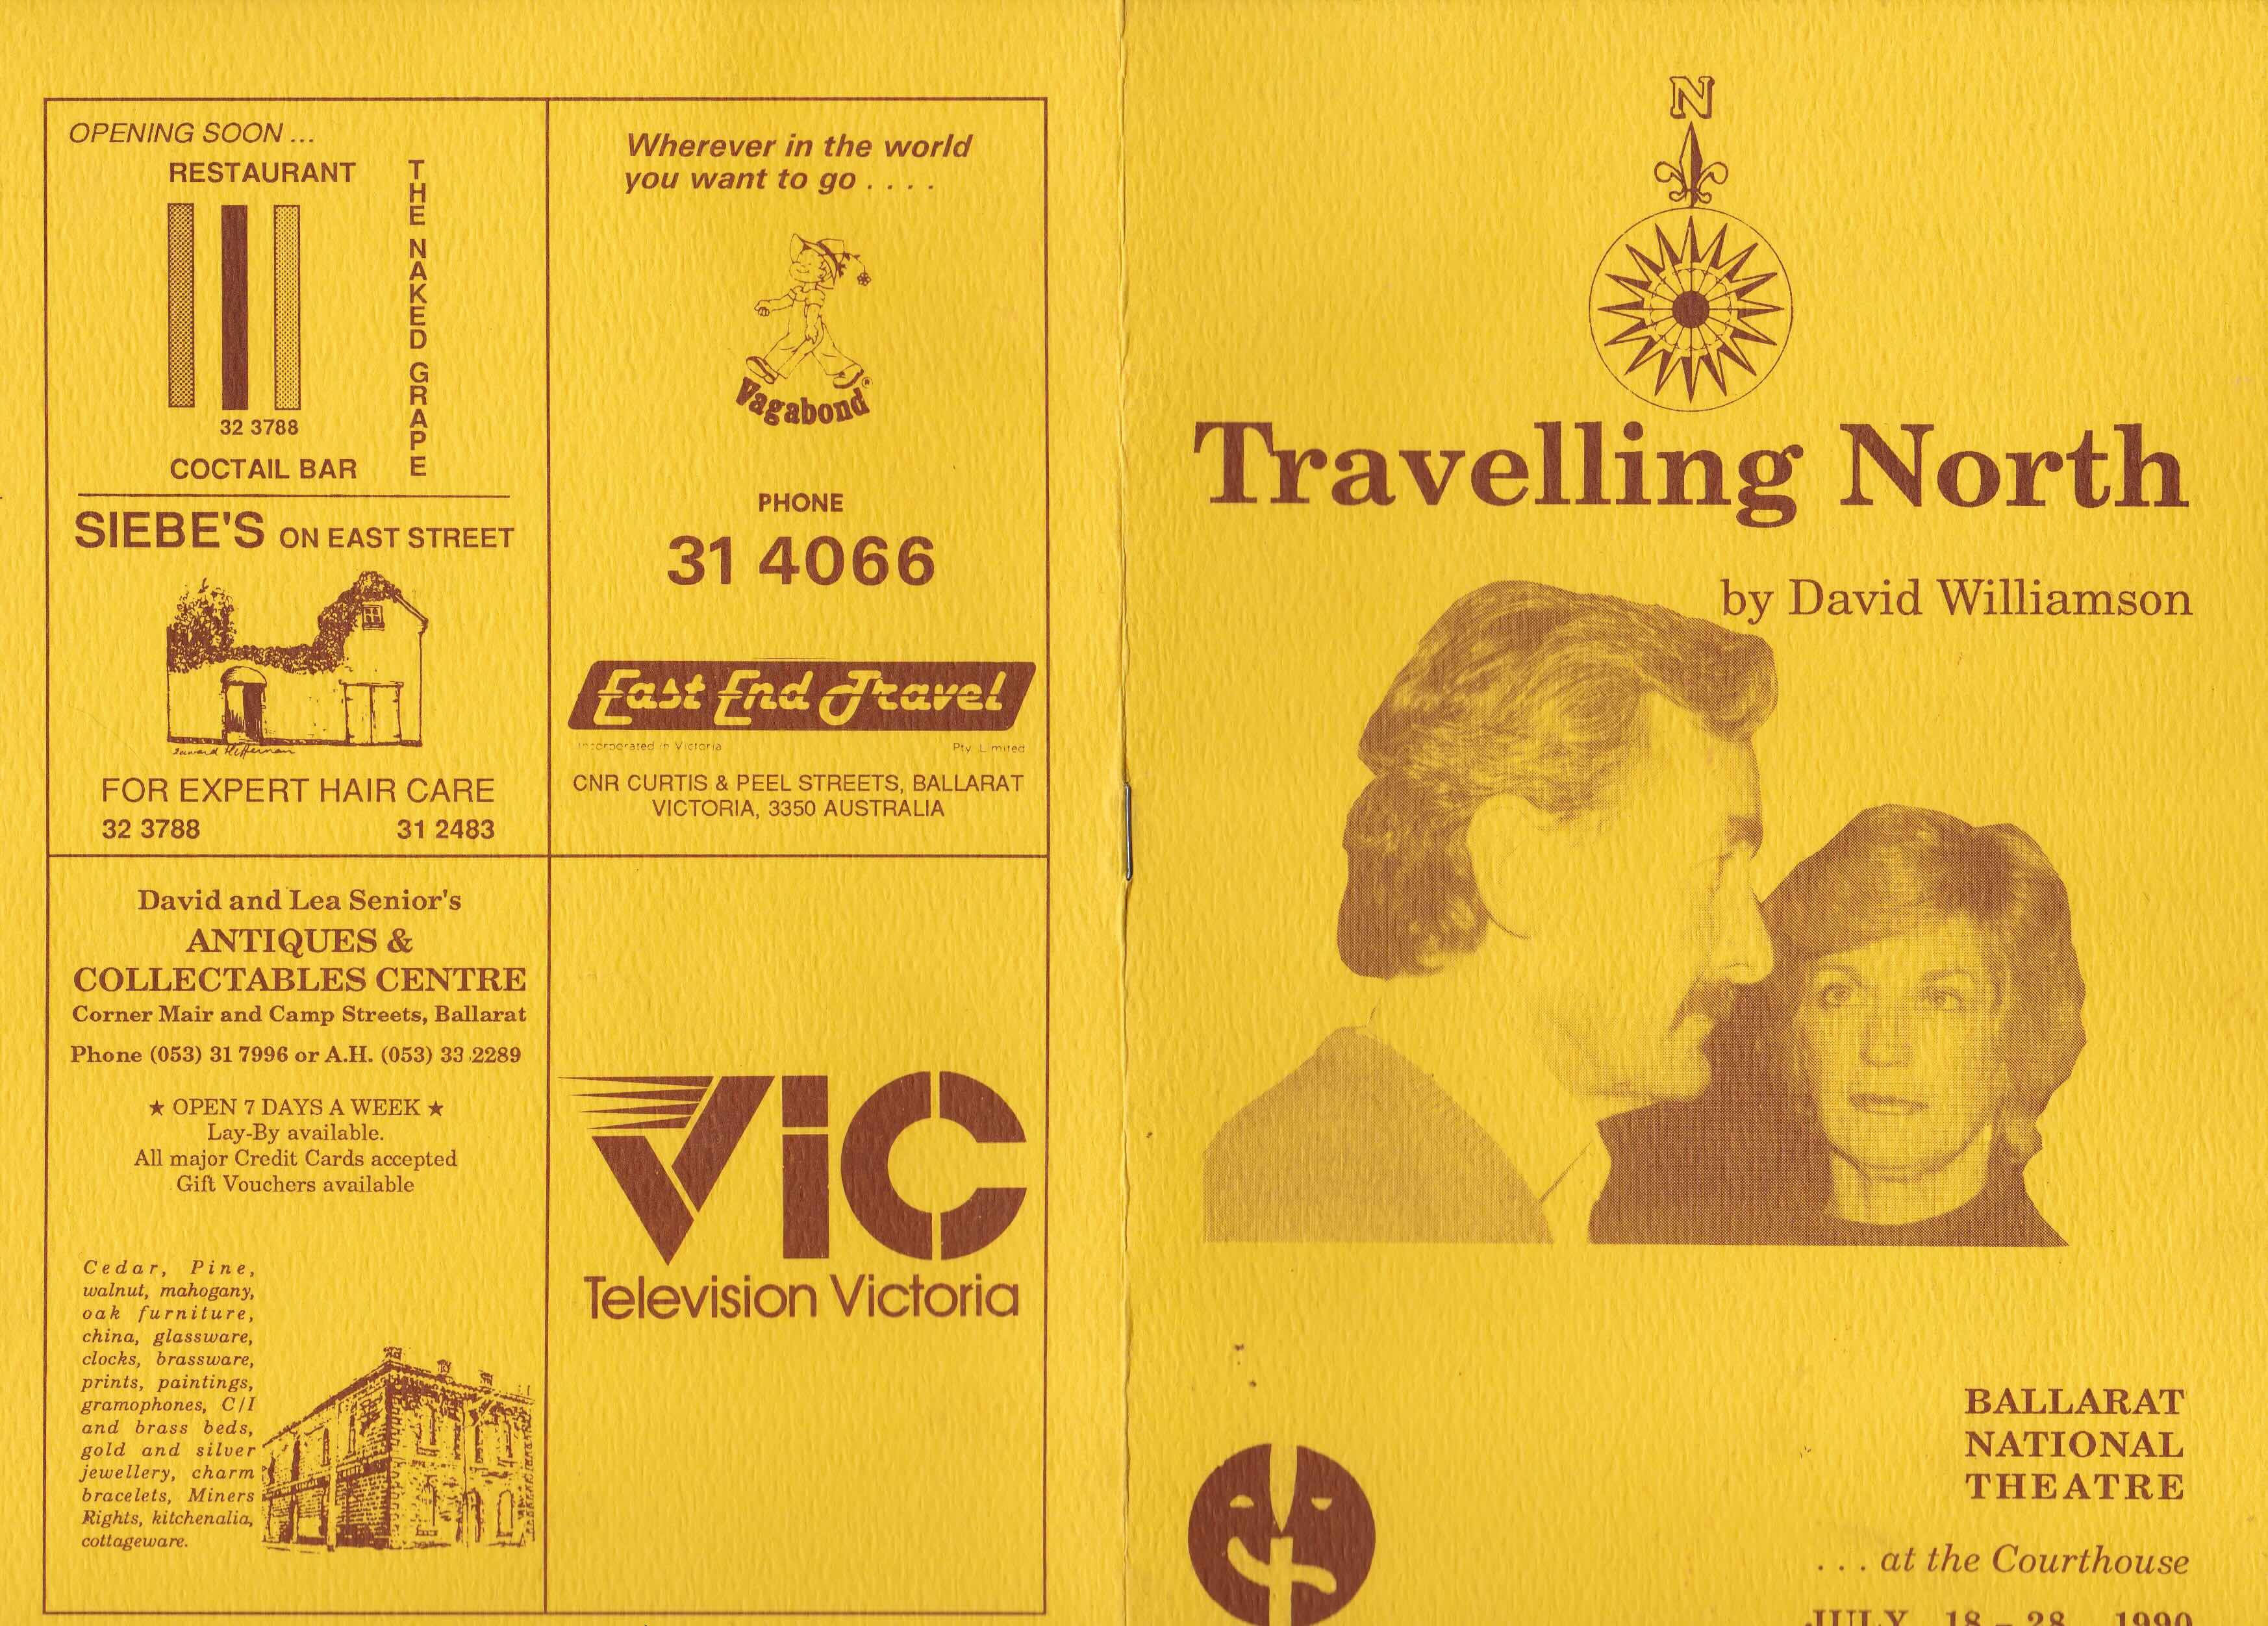 OPENING SOON ...
RESTAURANT
THE NAKED GRAPE
32 3788
COCTAIL BAR
SIEBE'S ON EAST STREET
FOR EXPERT HAIR CARE
32 3788 31 2483
David and Lea Senior's
ANTIQUES &
COLLECTABLES CENTRE
Corner Mair and Camp Streets, Ballarat
Phone (053) 31 7996 or A.H. (053) 33 2289
★ OPEN 7 DAYS A WEEK ★
Lay-By available.
All major Credit Cards accepted
Gift Vouchers available
Cedar, Pine,
walnut, mahogany,
oak furniture,
china, glassware,
clocks, brassware,
prints, paintings,
gramophones, C/I
and brass beds,
gold and silver
jewellery, charm
bracelets, Miners
Rights, kitchenalia,
cottageware.
Wherever in the world
you want to go . . . .
Vagabond®
PHONE
31 4066
East End Travel
Incorporated in Victoria Pty. Limited
CNR CURTIS & PEEL STREETS, BALLARAT
VICTORIA, 3350 AUSTRALIA
ViC
Television Victoria
N
Travelling North
by David Williamson
BALLARAT
NATIONAL
THEATRE
. . . at the Courthouse
JULY 18 – 28 1990